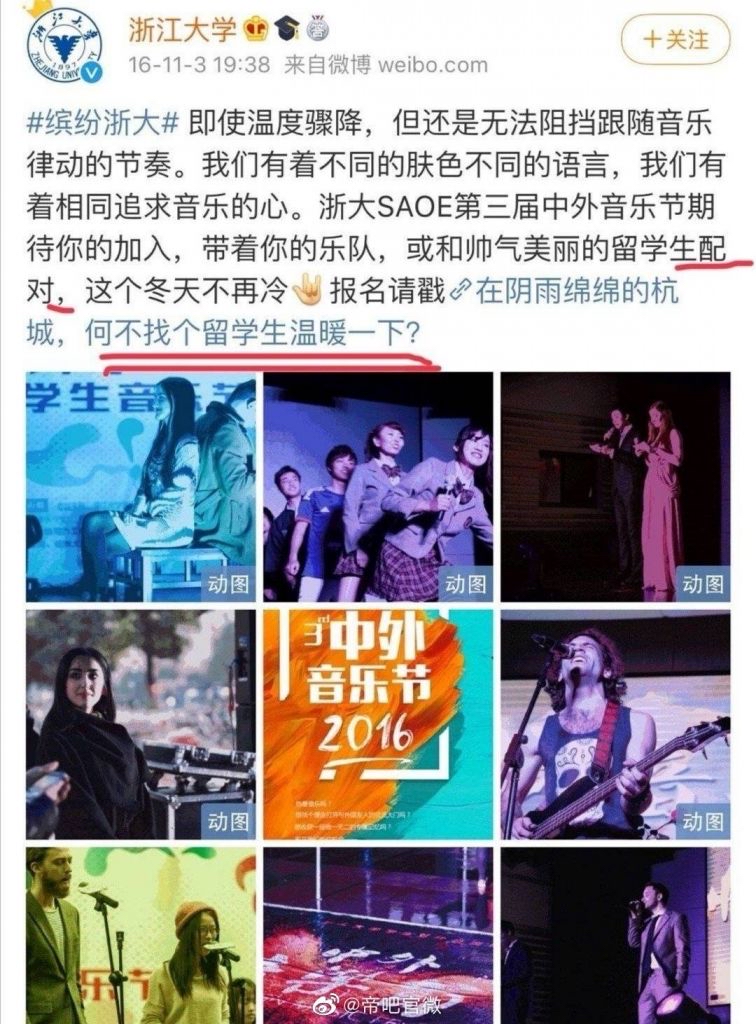 浙江大学
16-11-3 19:38 来自微博 weibo.com
+关注
#缤纷浙大# 即使温度骤降，但还是无法阻挡跟随音乐
律动的节奏。我们有着不同的肤色不同的语言，我们有
着相同追求音乐的心。浙大SAOE第三届中外音乐节期
待你的加入，带着你的乐队，或和帅气美丽的留学生配
对，这个冬天不再冷🤘报名请戳在阴雨绵绵的杭
城，何不找个留学生温暖一下？
学生音乐节
动图
动图
动图
动图
3rd中外
音乐节
2016
动图
乐节
中外
@帝吧官微